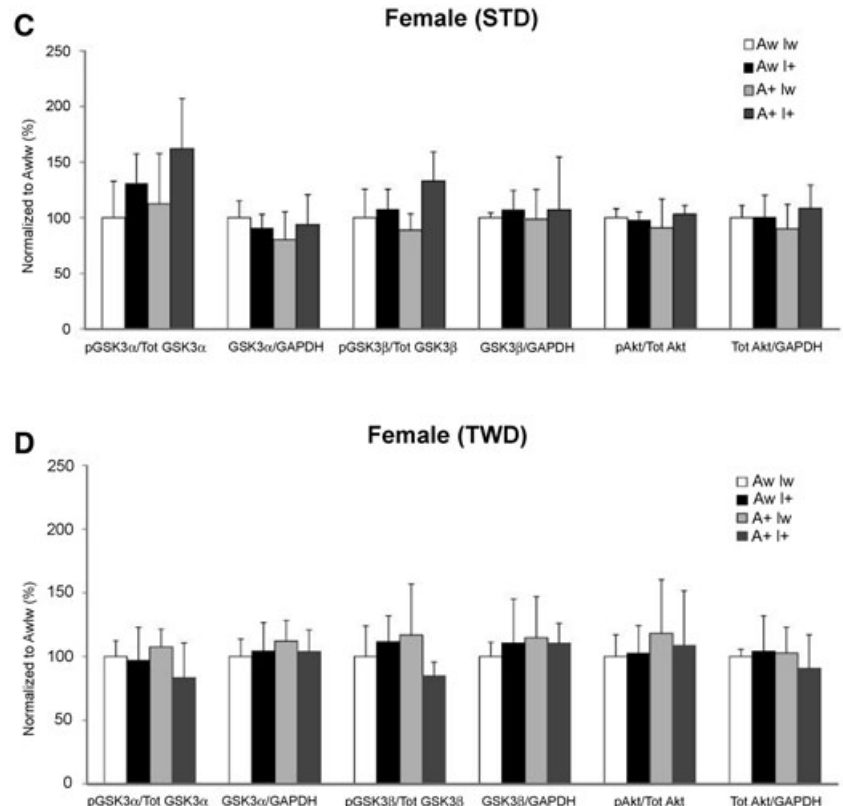 C
Female (STD)
250
200
150
100
50
0
Normalized to AwIw (%)
Aw Iw
Aw I+
A+ Iw
A+ I+
pGSK3α/Tot GSK3α
GSK3α/GAPDH
pGSK3β/Tot GSK3β
GSK3β/GAPDH
pAkt/Tot Akt
Tot Akt/GAPDH
D
Female (TWD)
250
200
150
100
50
0
Normalized to AwIw (%)
Aw Iw
Aw I+
A+ Iw
A+ I+
pGSK3α/Tot GSK3α
GSK3α/GAPDH
pGSK3β/Tot GSK3β
GSK3β/GAPDH
pAkt/Tot Akt
Tot Akt/GAPDH